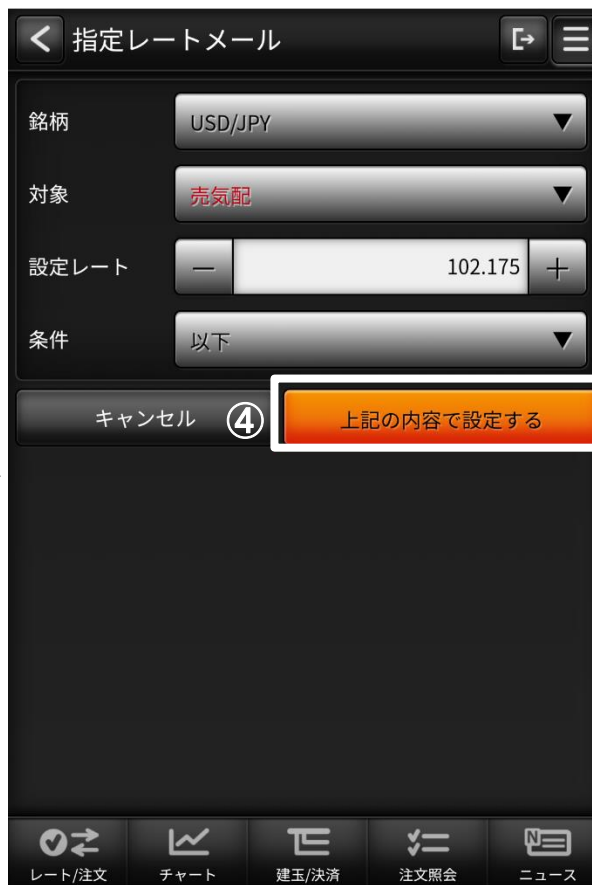 指定レートメール
銘柄 USD/JPY ▼
対象 売気配 ▼
設定レート － 102.175 ＋
条件 以下 ▼
キャンセル ④ 上記の内容で設定する
レート/注文 チャート 建玉/決済 注文照会 N ニュース